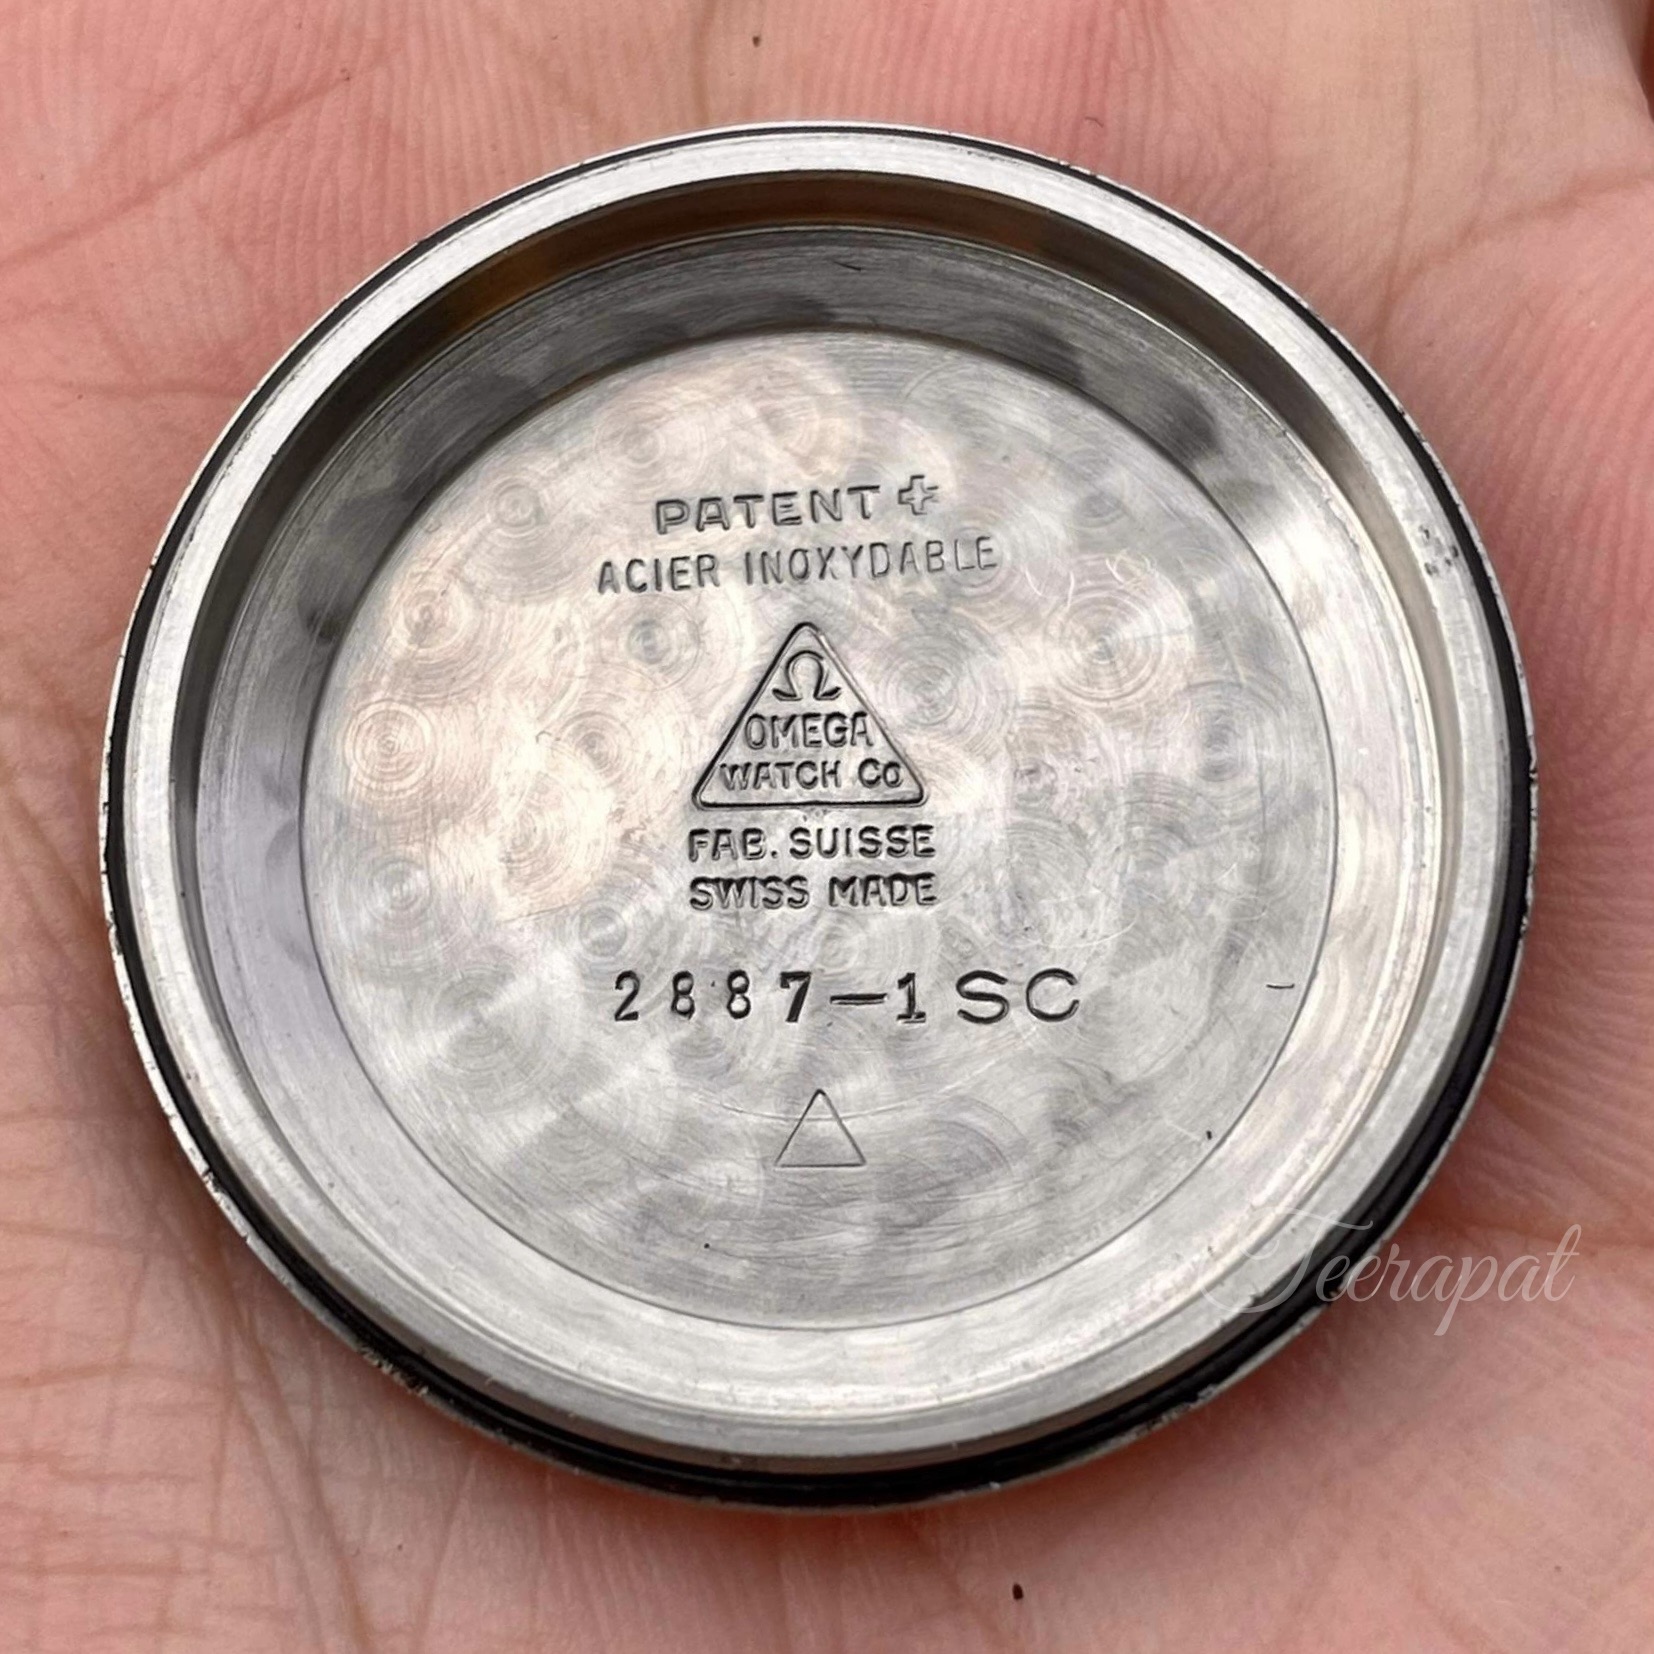 PATENT +
ACIER INOXYDABLE
Ω
OMEGA
WATCH CO
FAB. SUISSE
SWISS MADE
2887-1 SC
Teerapat